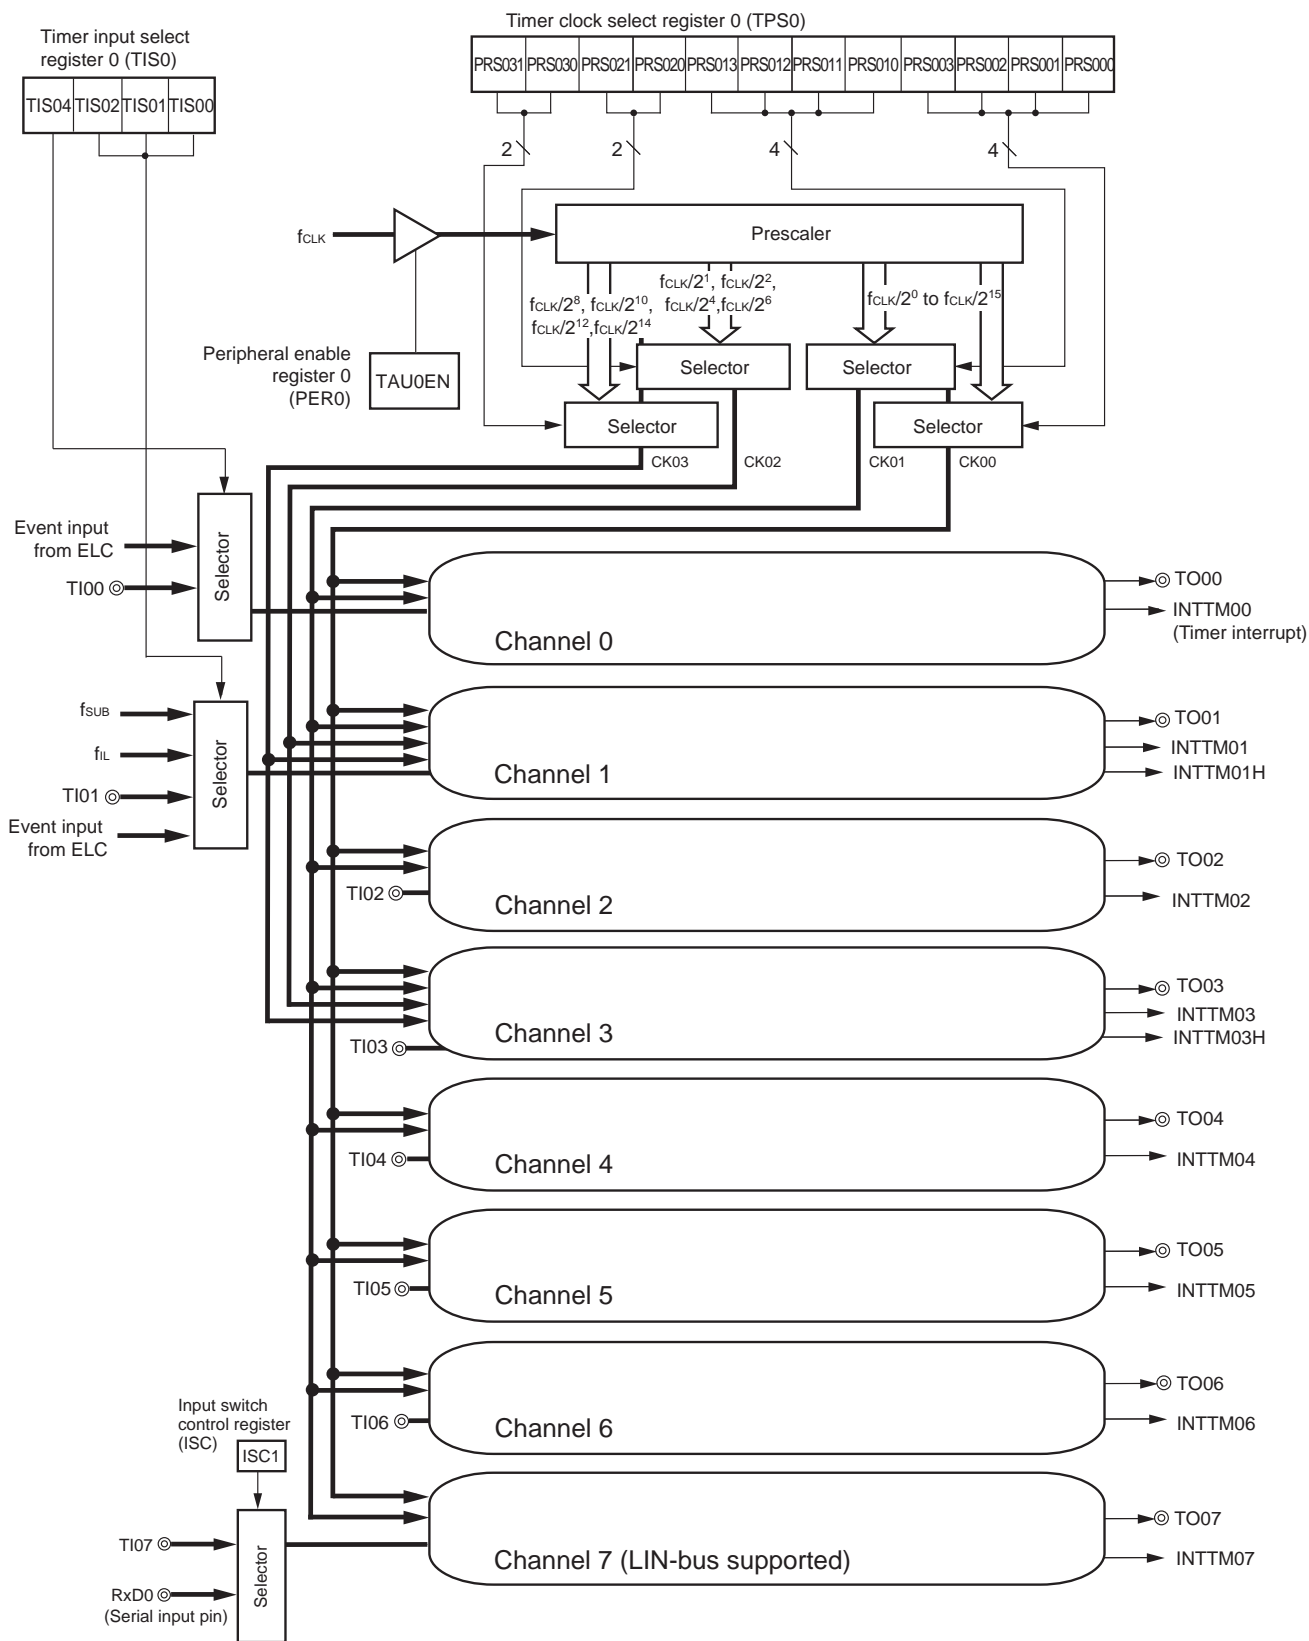 Timer clock select register 0 (TPS0)
Timer input select
register 0 (TIS0)
PRS031 PRS030 PRS021 PRS020 PRS013 PRS012 PRS011 PRS010 PRS003 PRS002 PRS001 PRS000
TIS04 TIS02 TIS01 TIS00
2 2 4 4
fCLK
Prescaler
fCLK/2^1, fCLK/2^2,
fCLK/2^4,fCLK/2^6
fCLK/2^8, fCLK/2^10,
fCLK/2^12,fCLK/2^14
fCLK/2^0 to fCLK/2^15
Peripheral enable
register 0
(PER0)
TAU0EN
Selector
Selector
Selector
Selector
CK03
CK02
CK01
CK00
Event input
from ELC
TI00
Selector
Channel 0
TO00
INTTM00
(Timer interrupt)
fSUB
fIL
TI01
Event input
from ELC
Selector
Channel 1
TO01
INTTM01
INTTM01H
TI02
Channel 2
TO02
INTTM02
TI03
Channel 3
TO03
INTTM03
INTTM03H
TI04
Channel 4
TO04
INTTM04
TI05
Channel 5
TO05
INTTM05
TI06
Channel 6
TO06
INTTM06
Input switch
control register
(ISC)
ISC1
TI07
RxD0
(Serial input pin)
Selector
Channel 7 (LIN-bus supported)
TO07
INTTM07